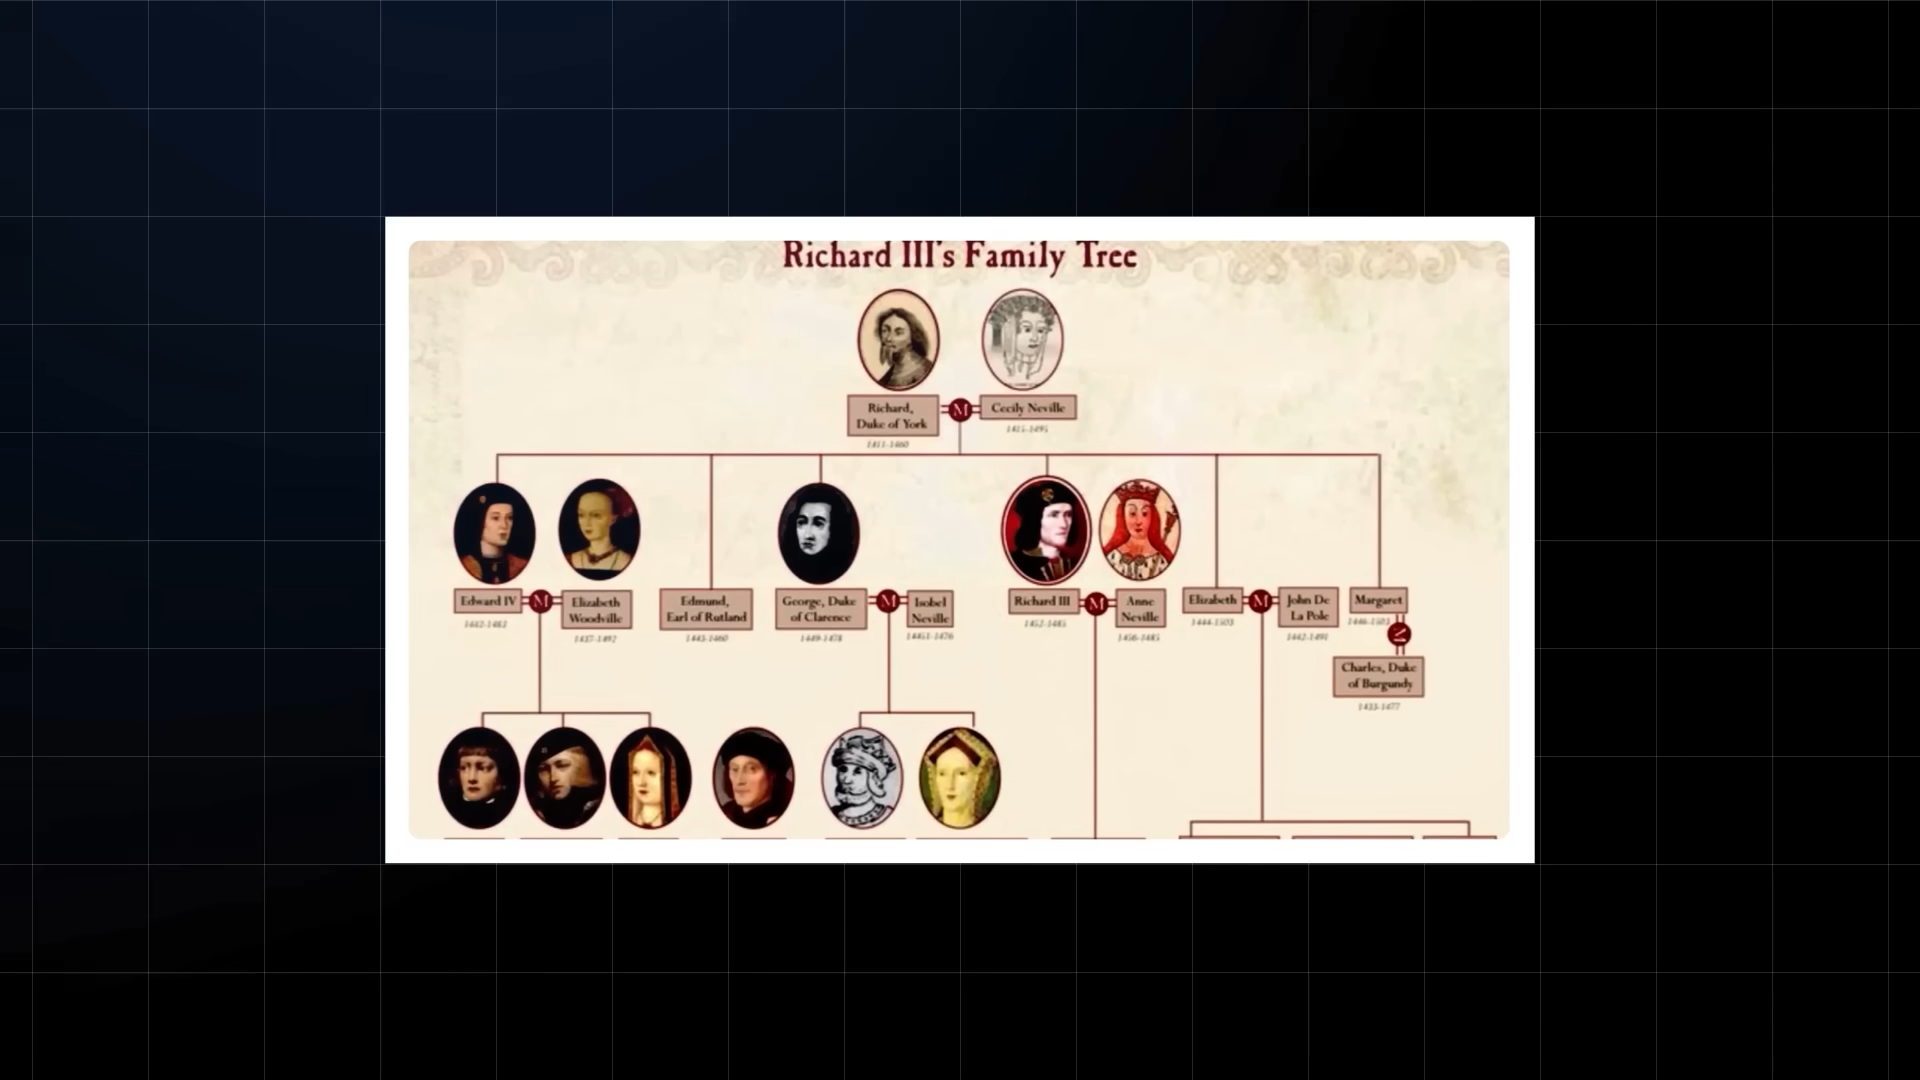 Richard III's Family Tree
Richard,
Duke of York
M
Cecily Neville
1411-1460
1415-1495
Edward IV
M
Elizabeth
Woodville
Edmund,
Earl of Rutland
George, Duke
of Clarence
M
Isobel
Neville
Richard III
M
Anne
Neville
Elizabeth
M
John De
La Pole
Margaret
1442-1483
1437-1492
1443-1460
1449-1478
1452-1485
1456-1485
1444-1503
1442-1491
1446-1503
M
Charles, Duke
of Burgundy
1433-1477